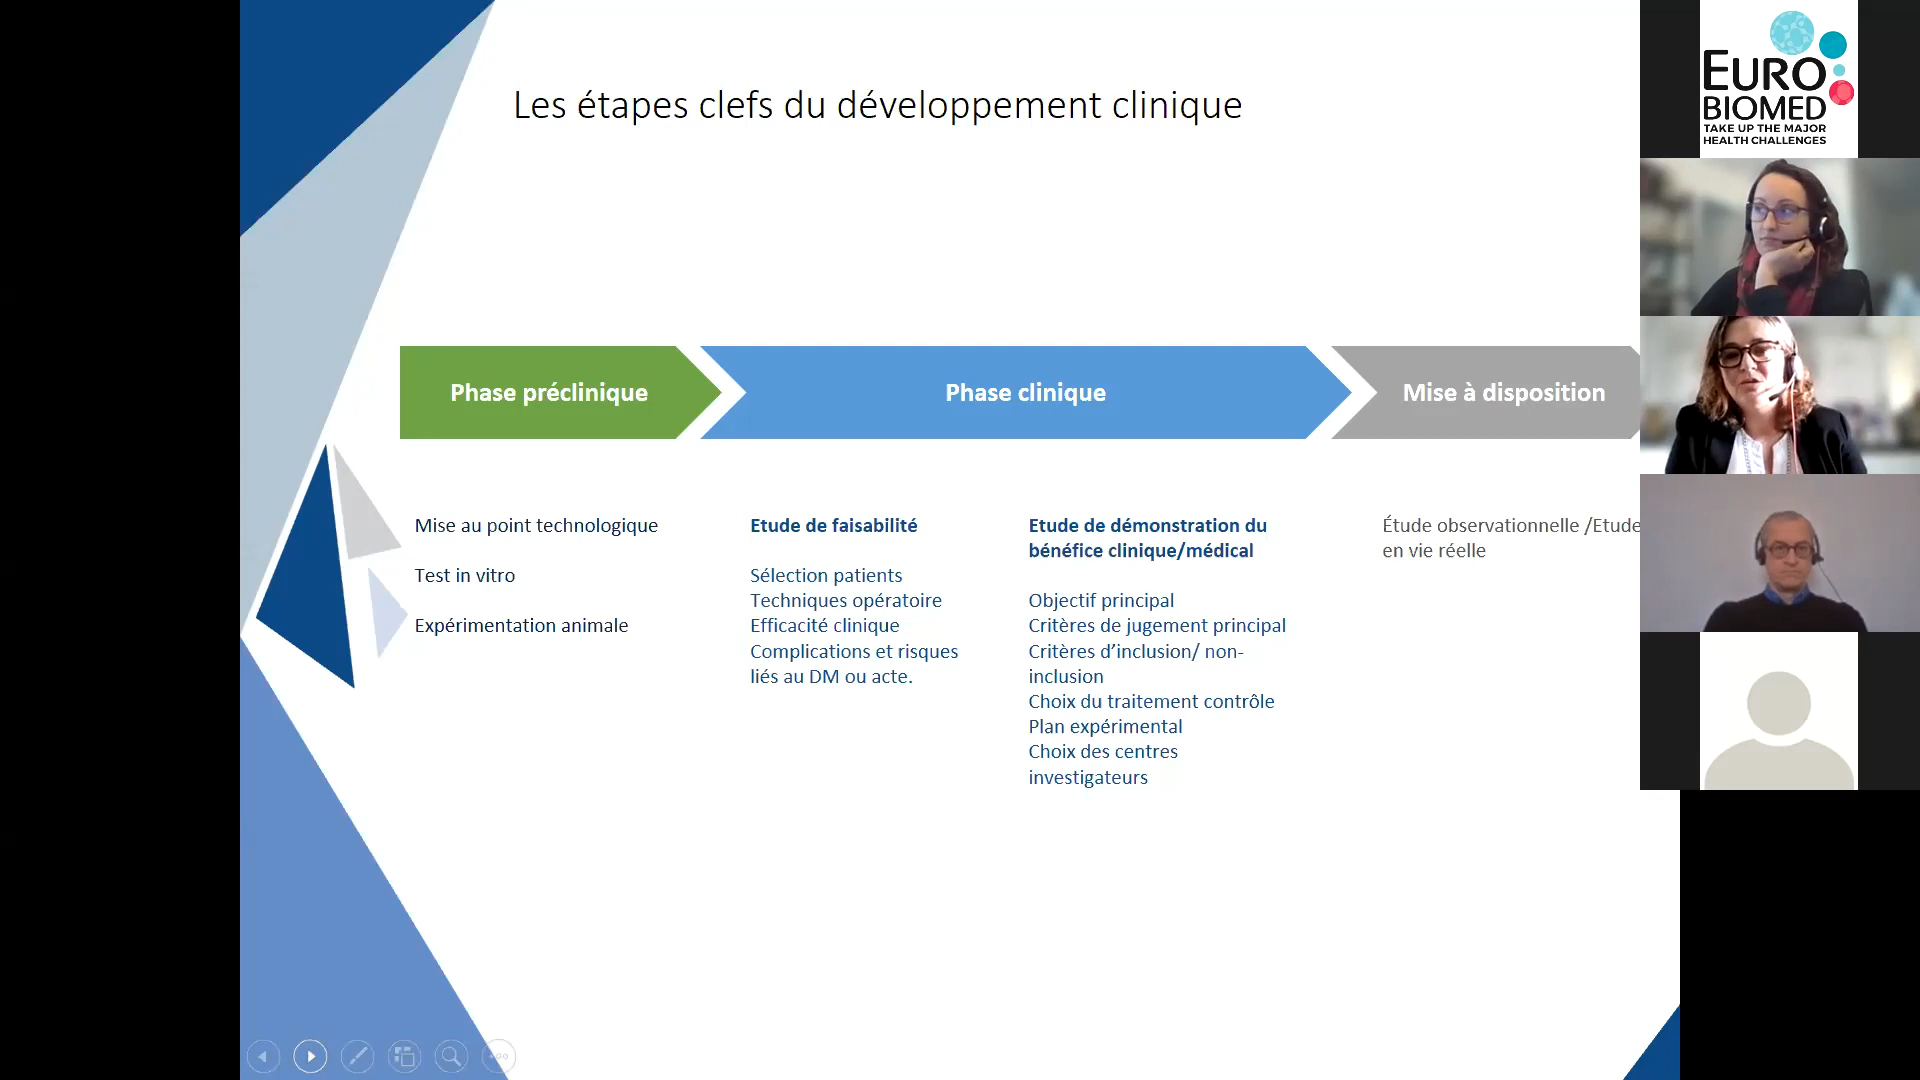 Les étapes clefs du développement clinique
EURO
BIOMED
TAKE UP THE MAJOR
HEALTH CHALLENGES
Phase préclinique
Phase clinique
Mise à disposition
Mise au point technologique
Test in vitro
Expérimentation animale
Etude de faisabilité
Sélection patients
Techniques opératoire
Efficacité clinique
Complications et risques
liés au DM ou acte.
Etude de démonstration du
bénéfice clinique/médical
Objectif principal
Critères de jugement principal
Critères d’inclusion/ non-
inclusion
Choix du traitement contrôle
Plan expérimental
Choix des centres
investigateurs
Étude observationnelle /Etude
en vie réelle